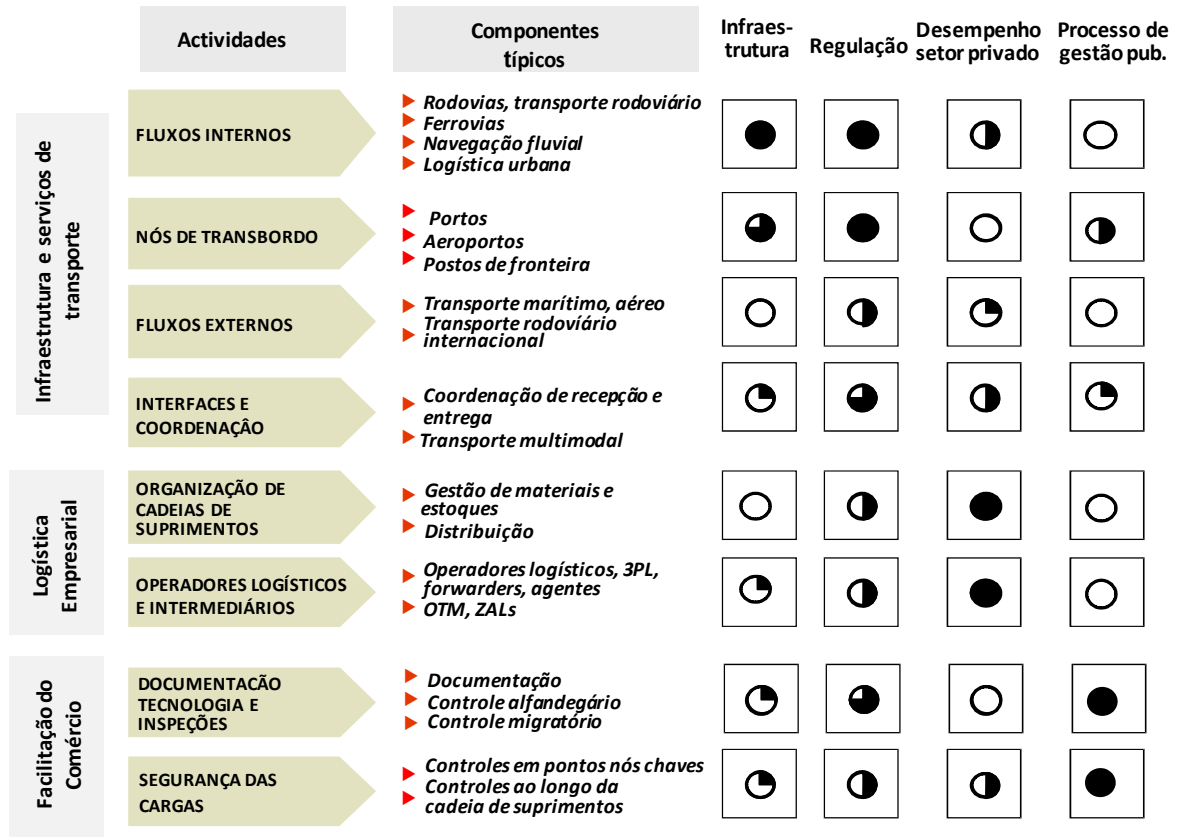 Actividades
Componentes
típicos
Infraes-
trutura
Regulação
Desempenho
setor privado
Processo de
gestão pub.
Infraestrutura e serviços de
transporte
FLUXOS INTERNOS
Rodovias, transporte rodoviário
Ferrovias
Navegação fluvial
Logística urbana
NÓS DE TRANSBORDO
Portos
Aeroportos
Postos de fronteira
FLUXOS EXTERNOS
Transporte marítimo, aéreo
Transporte rodovíário
internacional
INTERFACES E
COORDENAÇÂO
Coordenação de recepção e
entrega
Transporte multimodal
Logística
Empresarial
ORGANIZAÇÃO DE
CADEIAS DE
SUPRIMENTOS
Gestão de materiais e
estoques
Distribuição
OPERADORES LOGÍSTICOS
E INTERMEDIÁRIOS
Operadores logísticos, 3PL,
forwarders, agentes
OTM, ZALs
Facilitação do
Comércio
DOCUMENTACÃO
TECNOLOGIA E
INSPEÇÕES
Documentação
Controle alfandegário
Controle migratório
SEGURANÇA DAS
CARGAS
Controles em pontos nós chaves
Controles ao longo da
cadeia de suprimentos